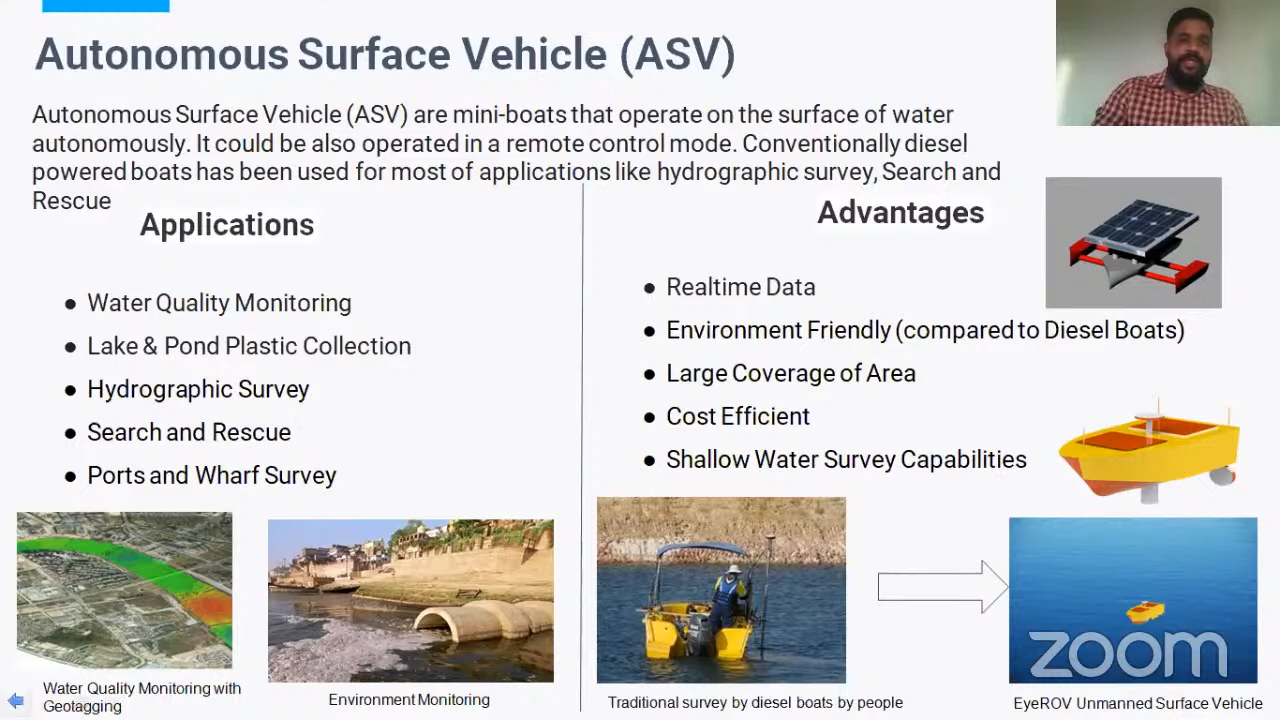 Autonomous Surface Vehicle (ASV)
Autonomous Surface Vehicle (ASV) are mini-boats that operate on the surface of water
autonomously. It could be also operated in a remote control mode. Conventionally diesel
powered boats has been used for most of applications like hydrographic survey, Search and
Rescue
Applications
● Water Quality Monitoring
● Lake & Pond Plastic Collection
● Hydrographic Survey
● Search and Rescue
● Ports and Wharf Survey
Advantages
● Realtime Data
● Environment Friendly (compared to Diesel Boats)
● Large Coverage of Area
● Cost Efficient
● Shallow Water Survey Capabilities
Water Quality Monitoring with
Geotagging
Environment Monitoring
Traditional survey by diesel boats by people
zoom
EyeROV Unmanned Surface Vehicle